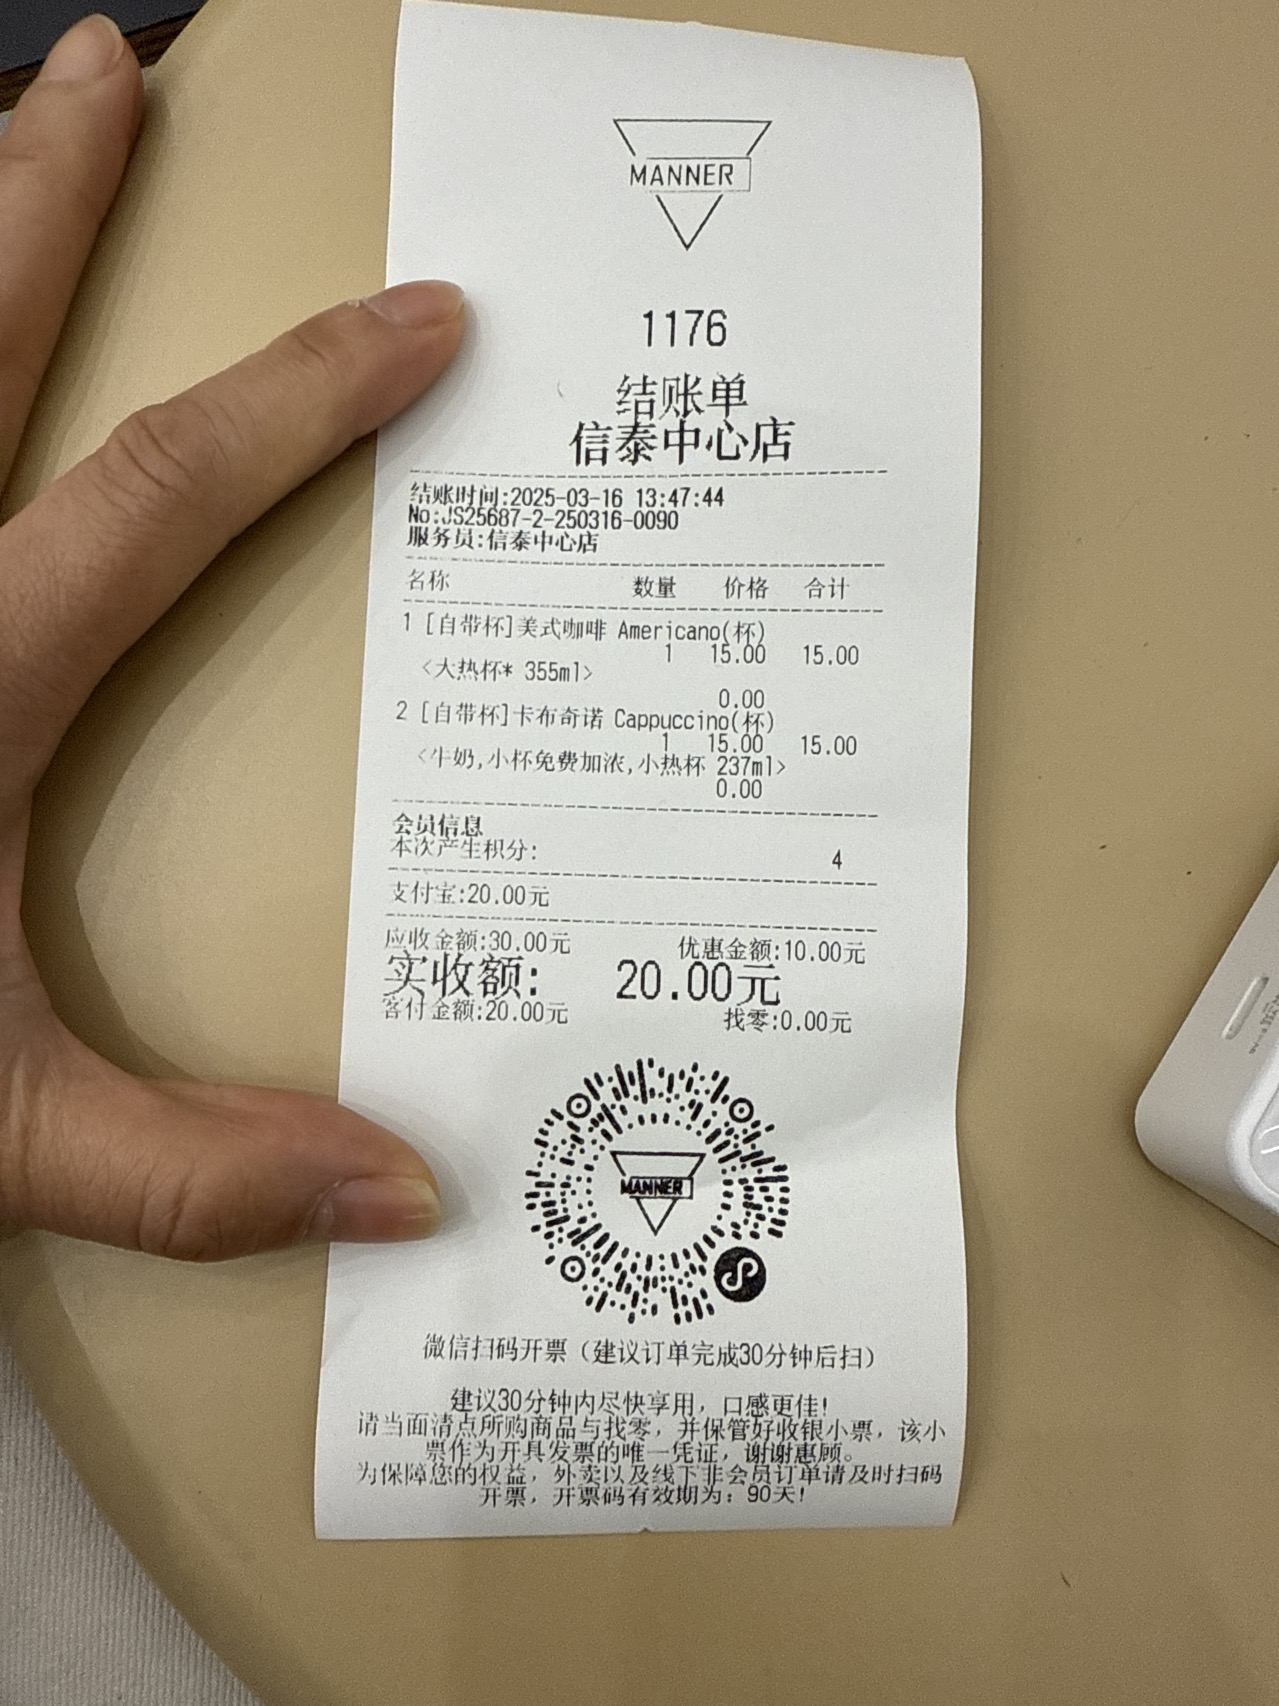 MANNER
1176
结账单
信泰中心店
结账时间:2025-03-16 13:47:44
No:JS25687-2-250316-0090
服务员:信泰中心店
名称 数量 价格 合计
1 [自带杯]美式咖啡 Americano(杯)
1 15.00 15.00
<大热杯* 355ml>
0.00
2 [自带杯]卡布奇诺 Cappuccino(杯)
1 15.00 15.00
<牛奶,小杯免费加浓,小热杯 237ml>
0.00
会员信息
本次产生积分: 4
支付宝:20.00元
应收金额:30.00元 优惠金额:10.00元
实收额: 20.00元
客付金额:20.00元 找零:0.00元
MANNER
微信扫码开票（建议订单完成30分钟后扫）
建议30分钟内尽快享用，口感更佳!
请当面清点所购商品与找零，并保管好收银小票，该小
票作为开具发票的唯一凭证，谢谢惠顾。
为保障您的权益，外卖以及线下非会员订单请及时扫码
开票，开票码有效期为：90天!